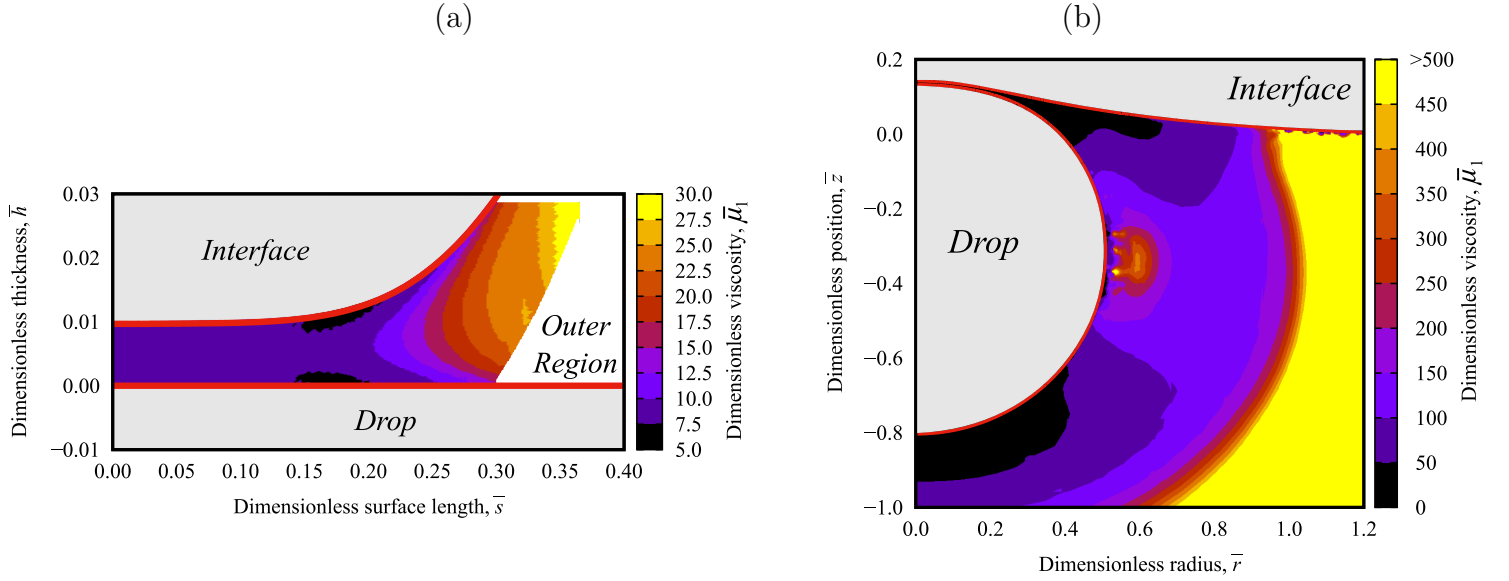 (a)
0.03
0.02
0.01
0.00
−0.01
Dimensionless thickness, h̅
Interface
Outer
Region
Drop
0.00 0.05 0.10 0.15 0.20 0.25 0.30 0.35 0.40
Dimensionless surface length, s̅
30.0
27.5
25.0
22.5
20.0
17.5
15.0
12.5
10.0
7.5
5.0
Dimensionless viscosity, μ̅₁
(b)
0.2
0.0
−0.2
−0.4
−0.6
−0.8
−1.0
Dimensionless position, z̅
Interface
Drop
0.0 0.2 0.4 0.6 0.8 1.0 1.2
Dimensionless radius, r̅
>500
450
400
350
300
250
200
150
100
50
0
Dimensionless viscosity, μ̅₁